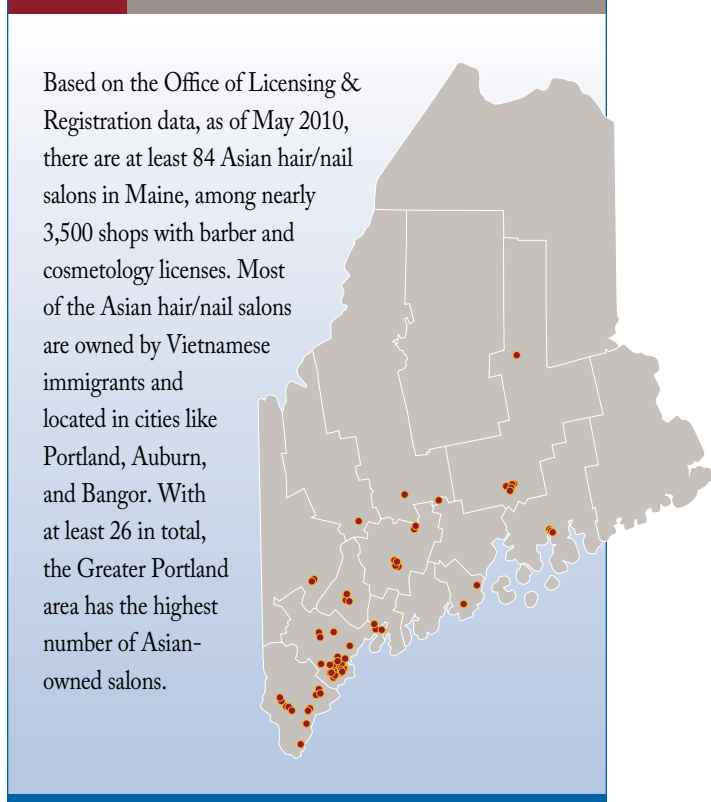 Based on the Office of Licensing &
Registration data, as of May 2010,
there are at least 84 Asian hair/nail
salons in Maine, among nearly
3,500 shops with barber and
cosmetology licenses. Most
of the Asian hair/nail salons
are owned by Vietnamese
immigrants and
located in cities like
Portland, Auburn,
and Bangor. With
at least 26 in total,
the Greater Portland
area has the highest
number of Asian-
owned salons.